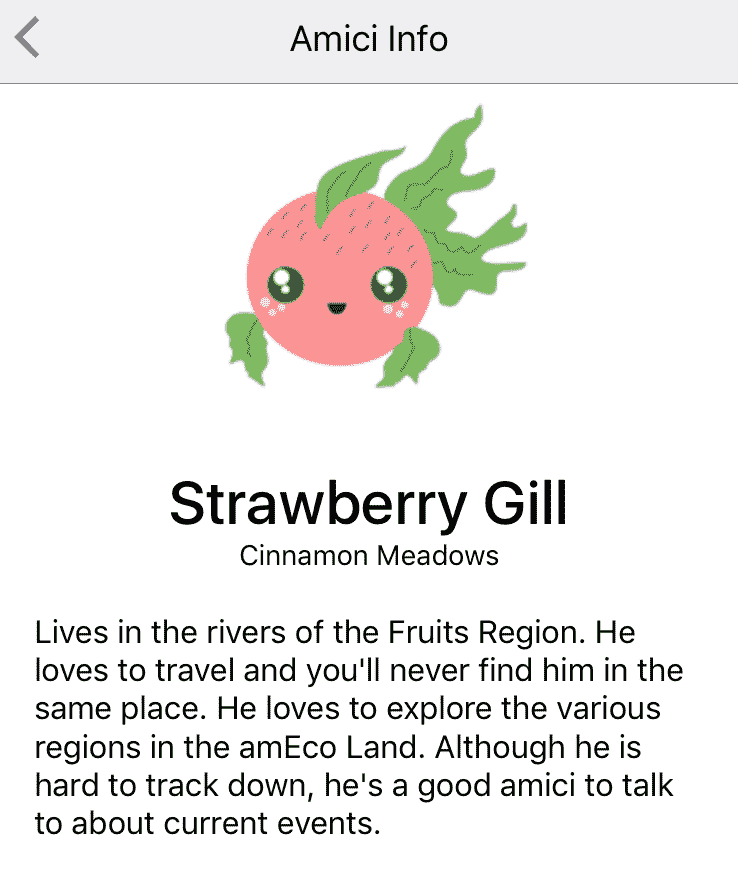 Amici Info
Strawberry Gill
Cinnamon Meadows
Lives in the rivers of the Fruits Region. He
loves to travel and you'll never find him in the
same place. He loves to explore the various
regions in the amEco Land. Although he is
hard to track down, he's a good amici to talk
to about current events.